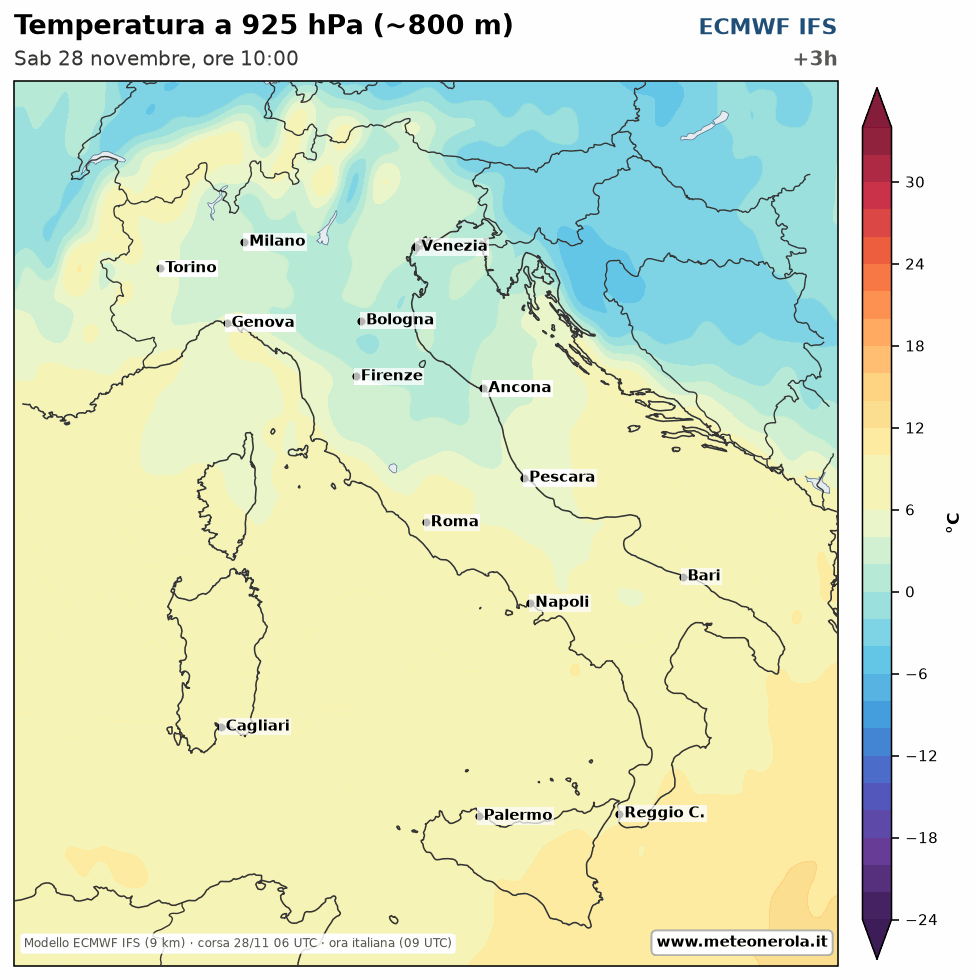 Temperatura a 925 hPa (~800 m)
ECMWF IFS
Sab 28 novembre, ore 10:00
+3h
Milano
Venezia
Torino
Genova
Bologna
Firenze
Ancona
Pescara
Roma
Bari
Napoli
Cagliari
Palermo
Reggio C.
30
24
18
12
6
0
−6
−12
−18
−24
°C
Modello ECMWF IFS (9 km) · corsa 28/11 06 UTC · ora italiana (09 UTC)
www.meteonerola.it